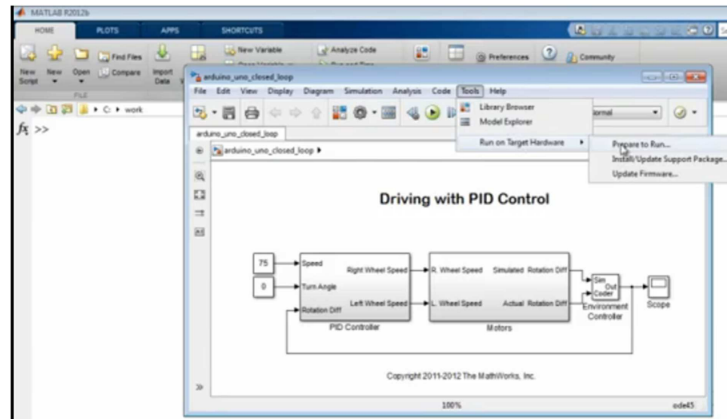 MATLAB R2012b
HOME PLOTS APPS SHORTCUTS
New Script New Open Find Files Compare Import Data New Variable Analyze Code Preferences Community
FILE
C: work
fx >>
arduino_uno_closed_loop
File Edit View Display Diagram Simulation Analysis Code Tools Help
Library Browser
Model Explorer
Run on Target Hardware
Prepare to Run...
Install/Update Support Package...
Update Firmware...
arduino_uno_closed_loop
arduino_uno_closed_loop
Driving with PID Control
75
0
Speed
Turn Angle
Rotation Diff
Right Wheel Speed
Left Wheel Speed
PID Controller
R. Wheel Speed
L. Wheel Speed
Simulated Rotation Diff
Actual Rotation Diff
Motors
Sim
Out
Coder
Environment
Controller
Scope
Copyright 2011-2012 The MathWorks, Inc.
100%
ode45